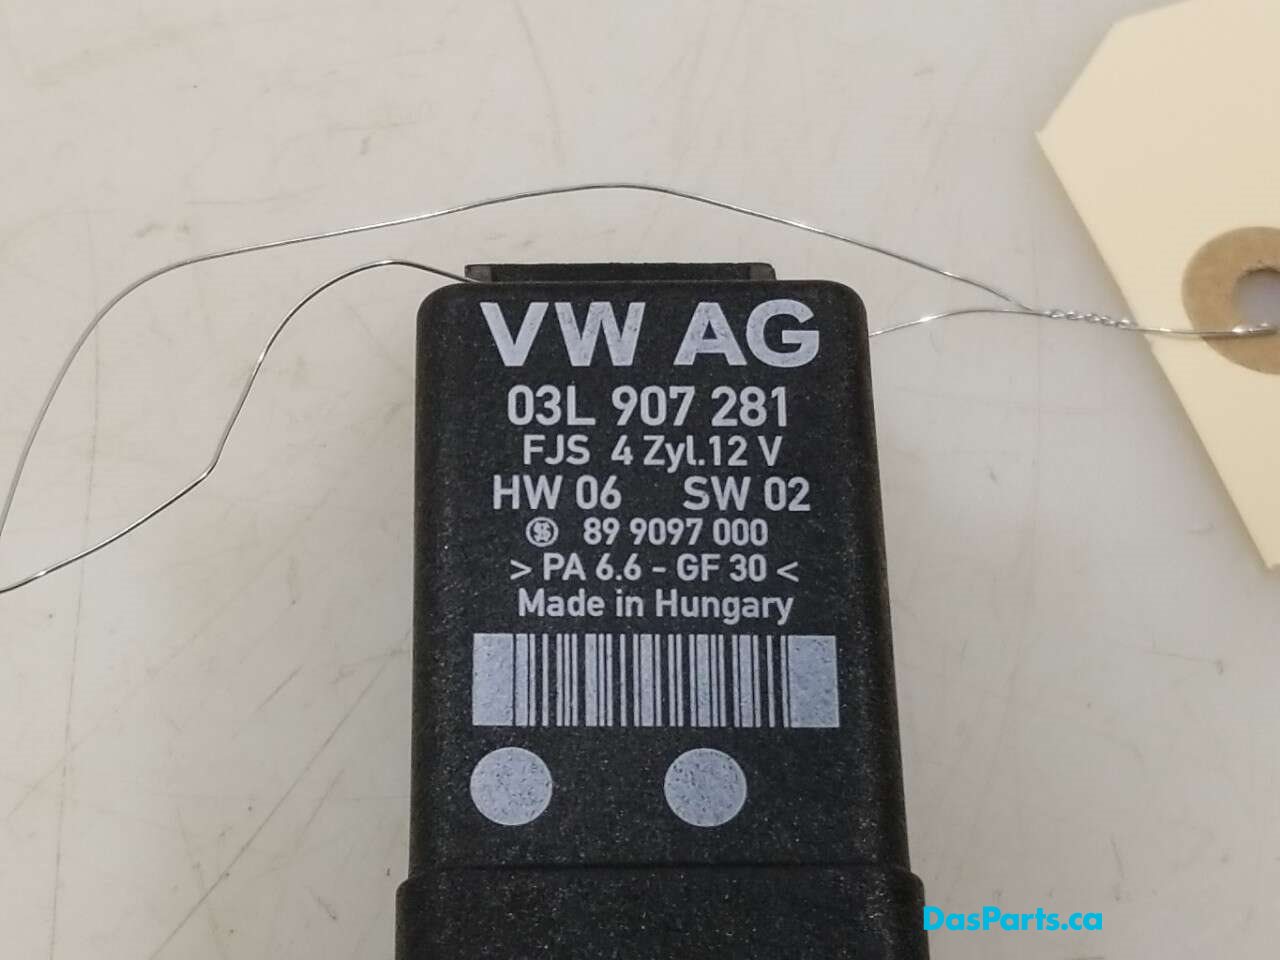 VW AG
03L 907 281
FJS 4 Zyl.12 V
HW 06 SW 02
89 9097 000
> PA 6.6 - GF 30 <
Made in Hungary
DasParts.ca